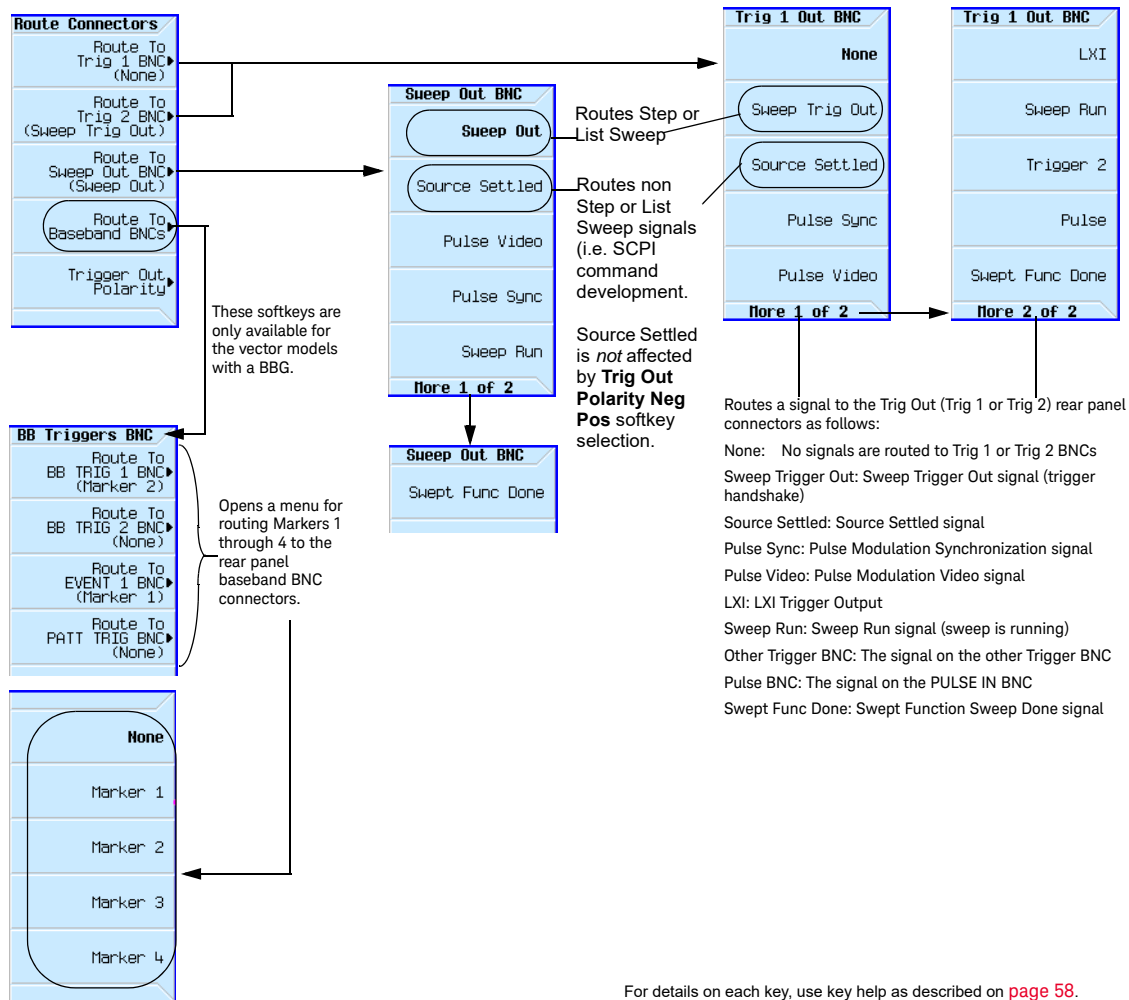 Route Connectors
Route To
Trig 1 BNC
(None)
Route To
Trig 2 BNC
(Sweep Trig Out)
Route To
Sweep Out BNC
(Sweep Out)
Route To
Baseband BNCs
Trigger Out
Polarity
These softkeys are
only available for
the vector models
with a BBG.
BB Triggers BNC
Route To
BB TRIG 1 BNC
(Marker 2)
Route To
BB TRIG 2 BNC
(None)
Route To
EVENT 1 BNC
(Marker 1)
Route To
PATT TRIG BNC
(None)
Opens a menu for
routing Markers 1
through 4 to the
rear panel
baseband BNC
connectors.
None
Marker 1
Marker 2
Marker 3
Marker 4
Sweep Out BNC
Sweep Out
Source Settled
Pulse Video
Pulse Sync
Sweep Run
More 1 of 2
Sweep Out BNC
Swept Func Done
Routes Step or
List Sweep
Routes non
Step or List
Sweep signals
(i.e. SCPI
command
development.
Source Settled
is not affected
by Trig Out
Polarity Neg
Pos softkey
selection.
Trig 1 Out BNC
None
Sweep Trig Out
Source Settled
Pulse Sync
Pulse Video
More 1 of 2
Trig 1 Out BNC
LXI
Sweep Run
Trigger 2
Pulse
Swept Func Done
More 2 of 2
Routes a signal to the Trig Out (Trig 1 or Trig 2) rear panel
connectors as follows:
None: No signals are routed to Trig 1 or Trig 2 BNCs
Sweep Trigger Out: Sweep Trigger Out signal (trigger
handshake)
Source Settled: Source Settled signal
Pulse Sync: Pulse Modulation Synchronization signal
Pulse Video: Pulse Modulation Video signal
LXI: LXI Trigger Output
Sweep Run: Sweep Run signal (sweep is running)
Other Trigger BNC: The signal on the other Trigger BNC
Pulse BNC: The signal on the PULSE IN BNC
Swept Func Done: Swept Function Sweep Done signal
For details on each key, use key help as described on page 58.